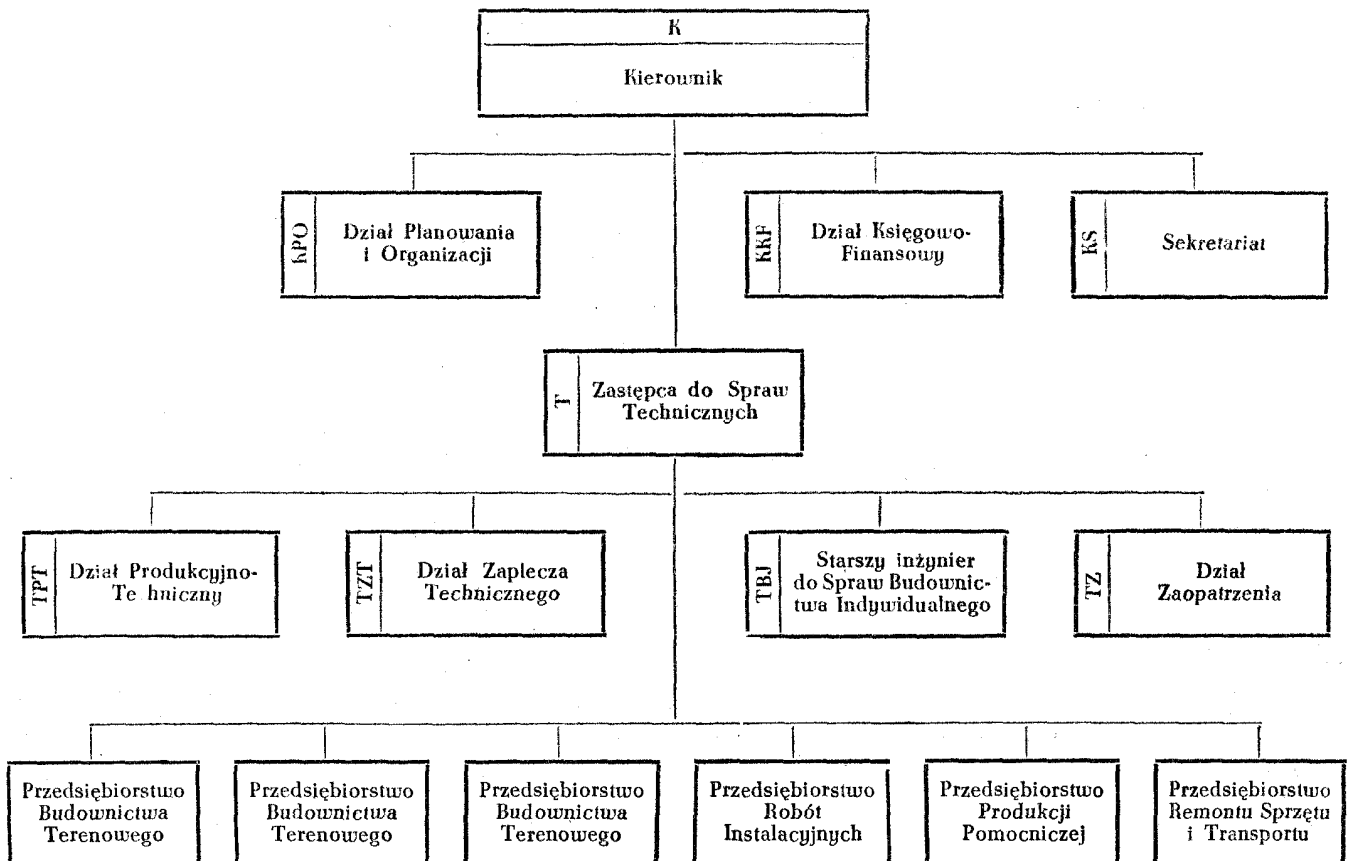 K
Kierownik
KPO
Dział Planowania
i Organizacji
KKF
Dział Księgowo-
Finansowy
KS
Sekretariat
T
Zastępca do Spraw
Technicznych
TPT
Dział Produkcyjno-
Te hniczny
TZT
Dział Zaplecza
Technicznego
TBJ
Starszy inżynier
do Spraw Budownic-
twa Indywidualnego
TZ
Dział
Zaopatrzenia
Przedsiębiorstwo
Budownictwa
Terenowego
Przedsiębiorstwo
Budownictwa
Terenowego
Przedsiębiorstwo
Budownictwa
Terenowego
Przedsiębiorstwo
Robót
Instalacyjnych
Przedsiębiorstwo
Produkcji
Pomocniczej
Przedsiębiorstwo
Remontu Sprzętu
i Transportu